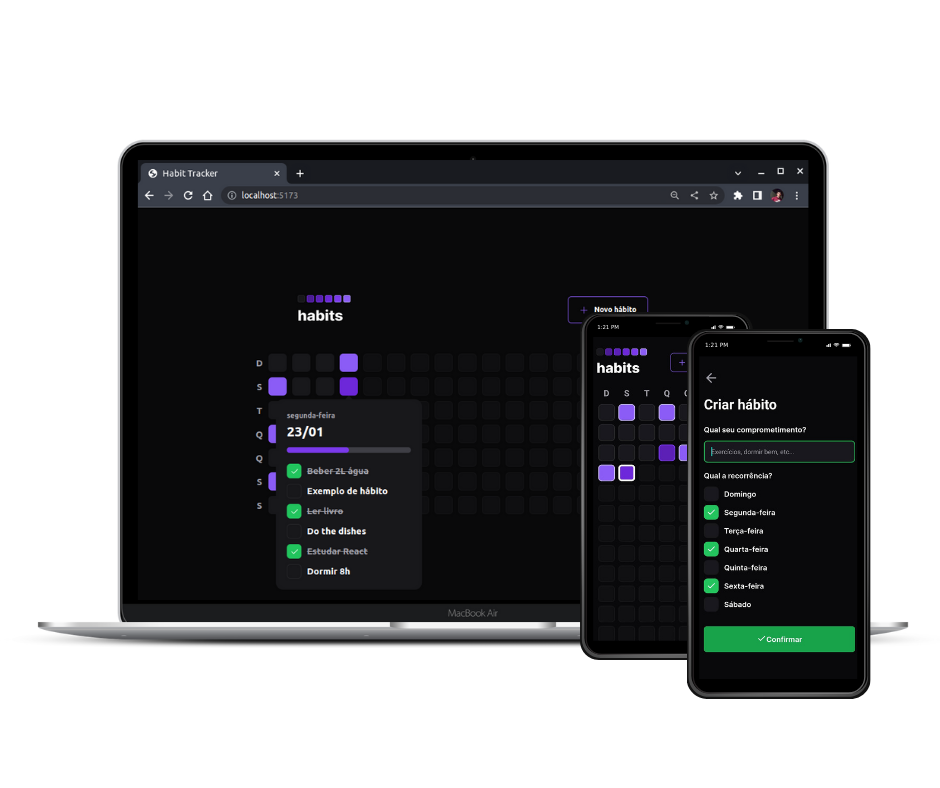 Habit Tracker
localhost:5173
habits
Novo hábito
D
S
T
Q
Q
S
S
segunda-feira
23/01
Beber 2L água
Exemplo de hábito
Ler livro
Do the dishes
Estudar React
Dormir 8h
MacBook Air
1:21 PM
habits
+
D S T Q
1:21 PM
Criar hábito
Qual seu comprometimento?
Exercícios, dormir bem, etc...
Qual a recorrência?
Domingo
Segunda-feira
Terça-feira
Quarta-feira
Quinta-feira
Sexta-feira
Sábado
Confirmar